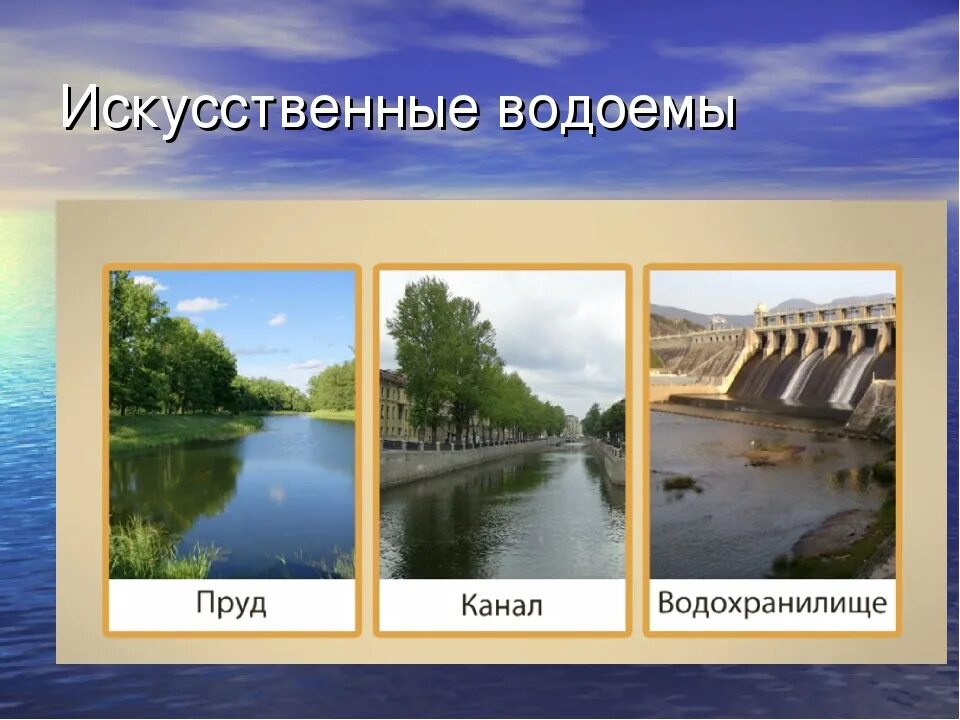 Искусственные водоемы
Пруд
Канал
Водохранилище